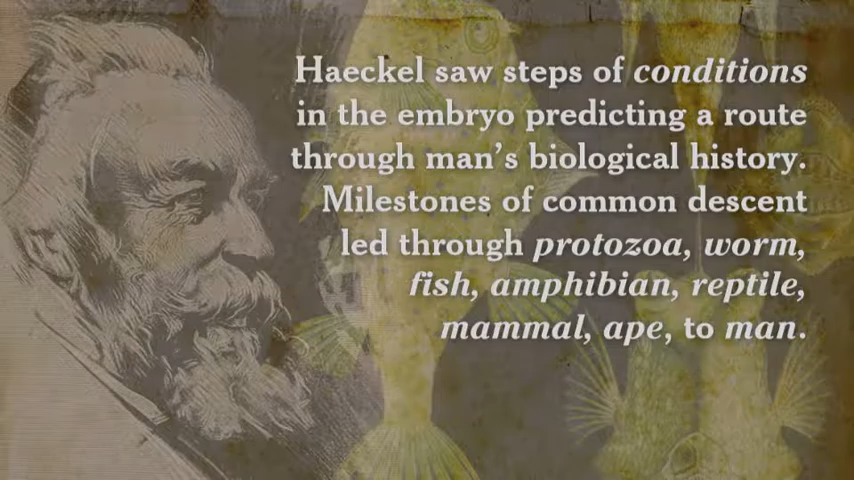 Haeckel saw steps of conditions
in the embryo predicting a route
through man's biological history.
Milestones of common descent
led through protozoa, worm,
fish, amphibian, reptile,
mammal, ape, to man.